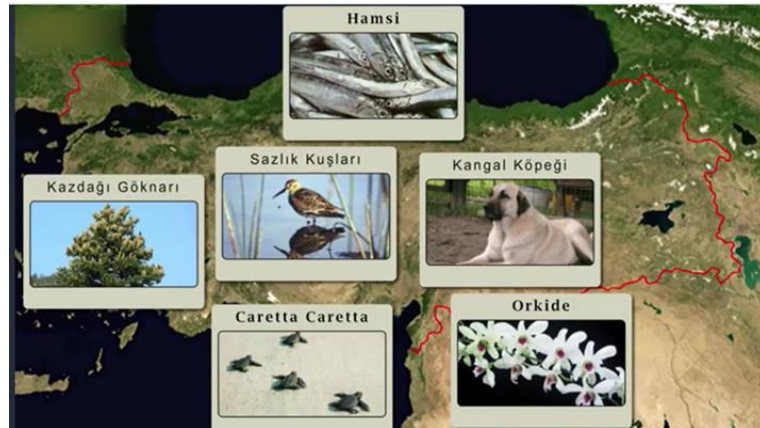 Hamsi
Sazlık Kuşları
Kangal Köpeği
Kazdağı Göknarı
Caretta Caretta
Orkide